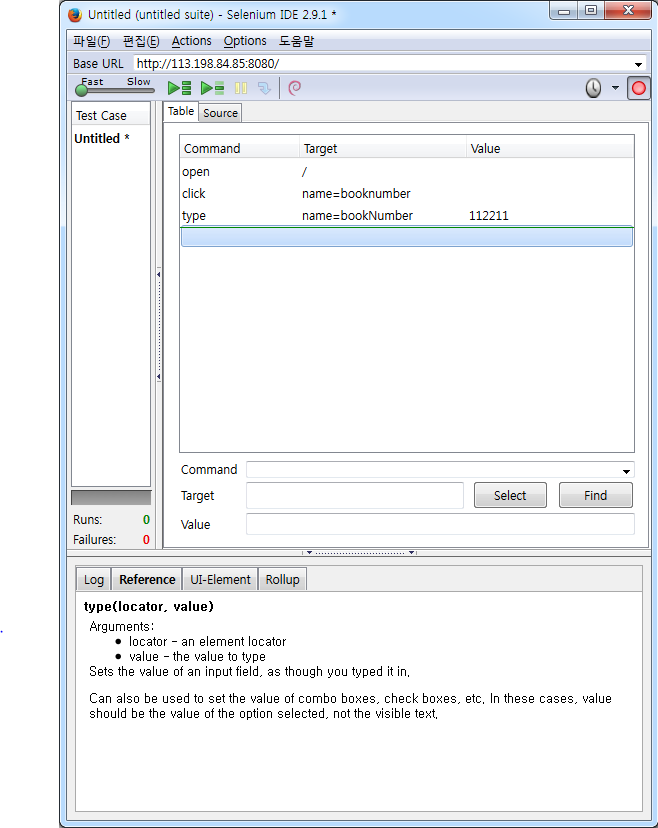 Untitled (untitled suite) - Selenium IDE 2.9.1 *
파일(F) 편집(E) Actions Options 도움말
Base URL http://113.198.84.85:8080/
Fast Slow
Test Case
Untitled *
Table Source
Command Target Value
open /
click name=booknumber
type name=bookNumber 112211
Command
Target Select Find
Value
Runs: 0
Failures: 0
Log Reference UI-Element Rollup
type(locator, value)
Arguments:
• locator - an element locator
• value - the value to type
Sets the value of an input field, as though you typed it in.
Can also be used to set the value of combo boxes, check boxes, etc. In these cases, value
should be the value of the option selected, not the visible text.